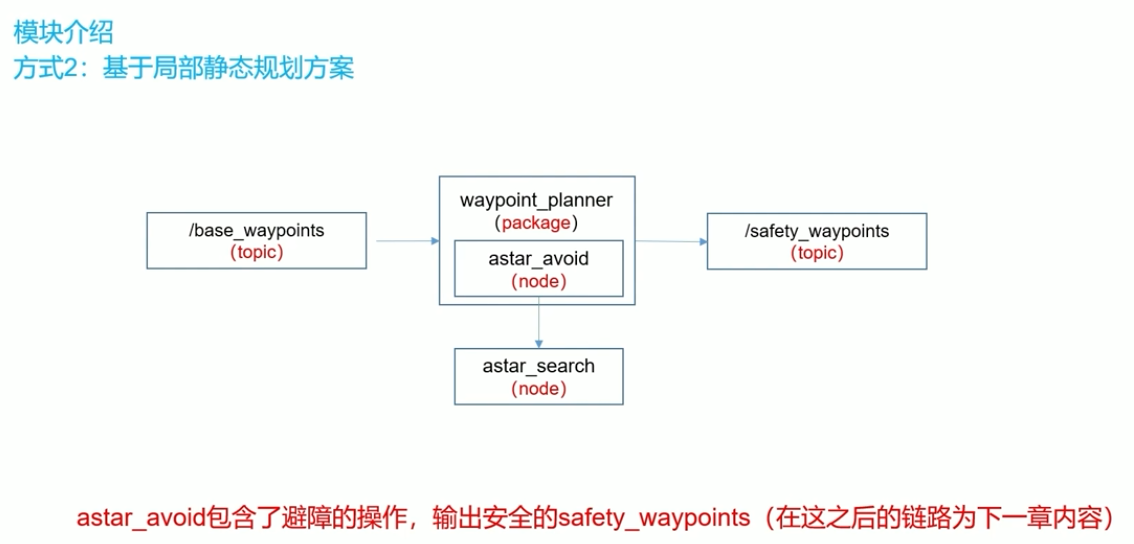 模块介绍
方式2：基于局部静态规划方案
waypoint_planner
（package）
/base_waypoints
（topic）
/safety_waypoints
（topic）
astar_avoid
（node）
astar_search
（node）
astar_avoid包含了避障的操作，输出安全的safety_waypoints（在这之后的链路为下一章内容）